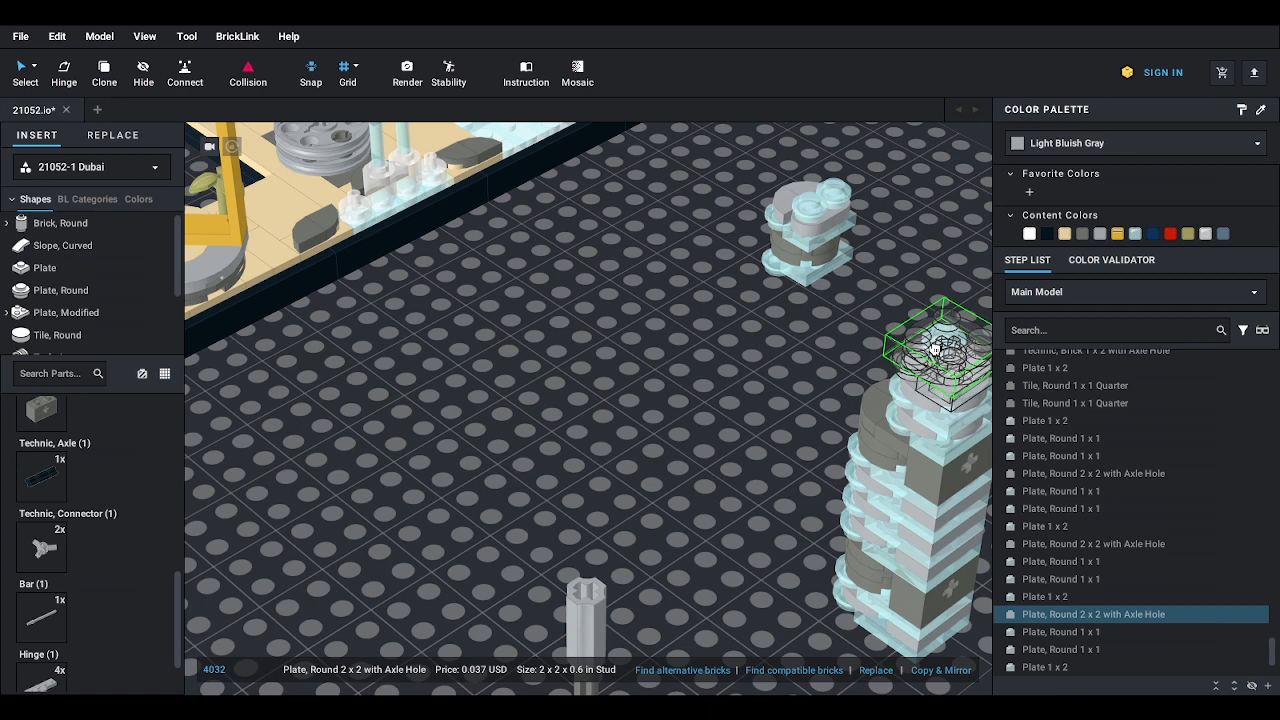 File Edit Model View Tool BrickLink Help
Select Hinge Clone Hide Connect Collision Snap Grid Render Stability Instruction Mosaic
SIGN IN
21052.io*
INSERT REPLACE
21052-1 Dubai
Shapes BL Categories Colors
Brick, Round
Slope, Curved
Plate
Plate, Round
Plate, Modified
Tile, Round
Search Parts...
Technic, Axle (1)
1x
Technic, Connector (1)
2x
Bar (1)
1x
Hinge (1)
4x
4032 Plate, Round 2 x 2 with Axle Hole Price: 0.037 USD Size: 2 x 2 x 0.6 in Stud Find alternative bricks | Find compatible bricks | Replace | Copy & Mirror
COLOR PALETTE
Light Bluish Gray
Favorite Colors
Content Colors
STEP LIST COLOR VALIDATOR
Main Model
Search...
Technic, Brick 1 x 2 with Axle Hole
Plate 1 x 2
Tile, Round 1 x 1 Quarter
Tile, Round 1 x 1 Quarter
Plate 1 x 2
Plate, Round 1 x 1
Plate, Round 1 x 1
Plate, Round 2 x 2 with Axle Hole
Plate, Round 1 x 1
Plate, Round 1 x 1
Plate 1 x 2
Plate, Round 2 x 2 with Axle Hole
Plate, Round 1 x 1
Plate, Round 1 x 1
Plate 1 x 2
Plate, Round 2 x 2 with Axle Hole
Plate, Round 1 x 1
Plate, Round 1 x 1
Plate 1 x 2